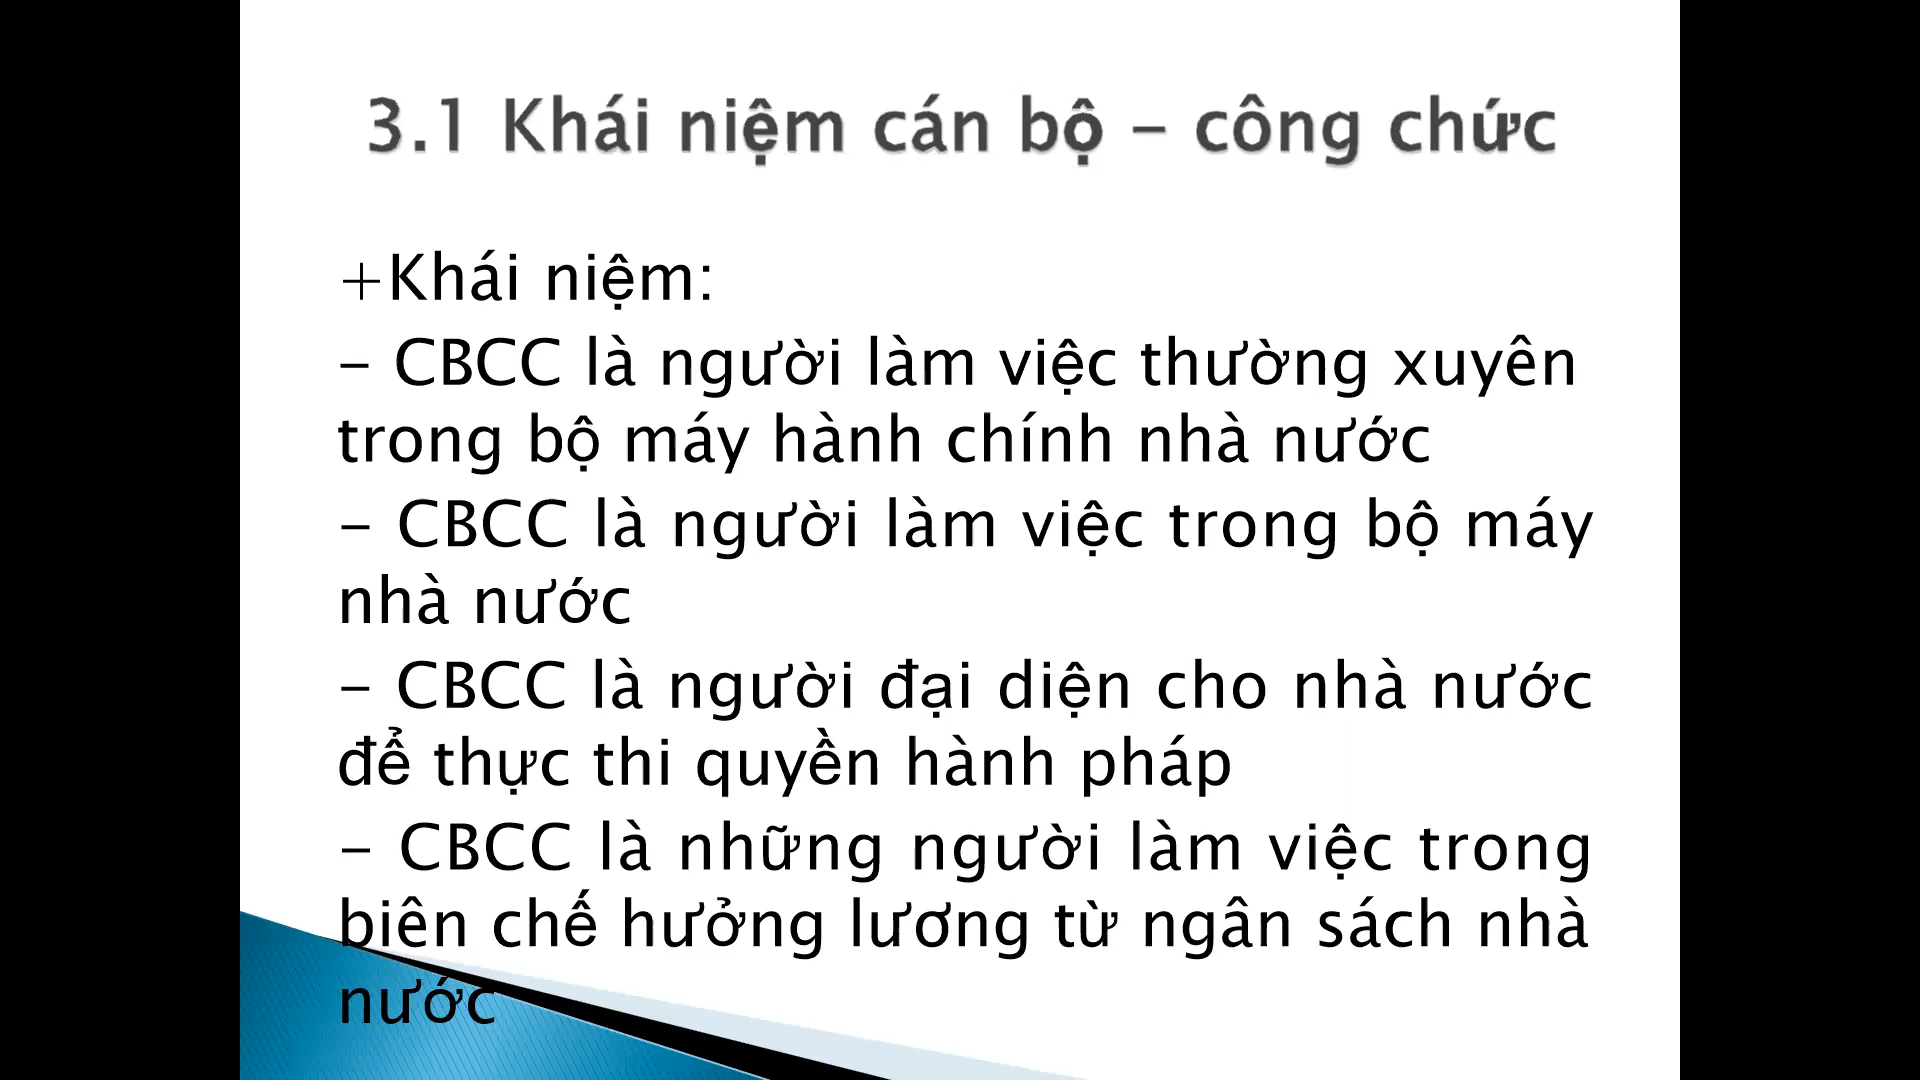 3.1 Khái niệm cán bộ – công chức
+Khái niệm:
– CBCC là người làm việc thường xuyên
trong bộ máy hành chính nhà nước
– CBCC là người làm việc trong bộ máy
nhà nước
– CBCC là người đại diện cho nhà nước
để thực thi quyền hành pháp
– CBCC là những người làm việc trong
biên chế hưởng lương từ ngân sách nhà
nước